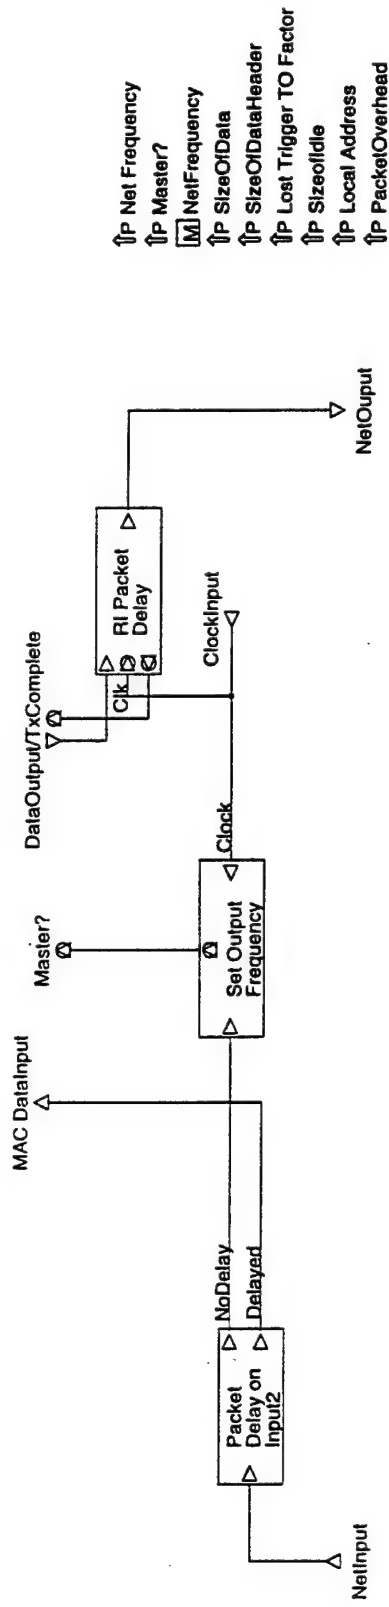 NetInput
Packet
Delay on
Input2
NoDelay
Delayed
MAC DataInput
Master?
Set Output
Frequency
Clock
DataOutput/TxComplete
Clk
RI Packet
Delay
ClockInput
NetOuput
⇑P Net Frequency
⇑P Master?
M NetFrequency
⇑P SizeOfData
⇑P SizeOfDataHeader
⇑P Lost Trigger TO Factor
⇑P SizeofIdle
⇑P Local Address
⇑P PacketOverhead